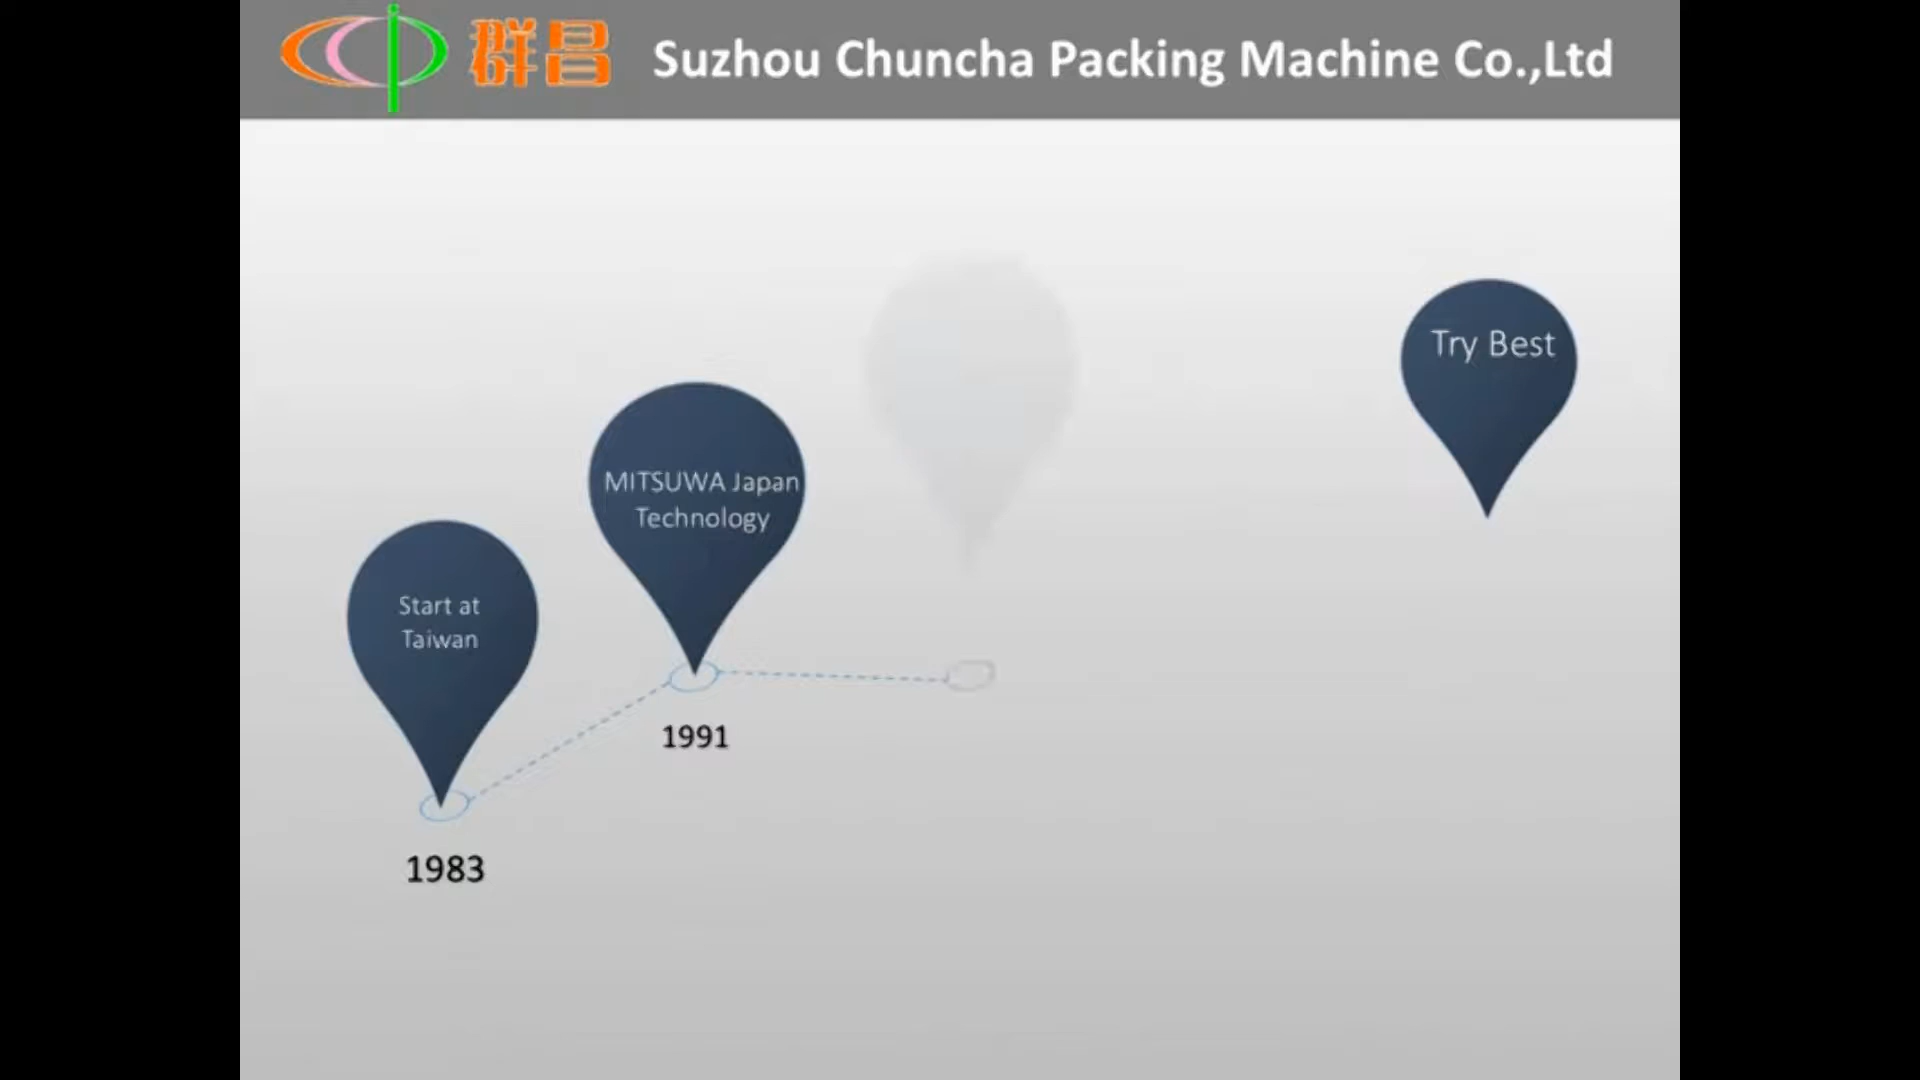 群昌 Suzhou Chuncha Packing Machine Co.,Ltd
Try Best
MITSUWA Japan
Technology
Start at
Taiwan
1991
1983